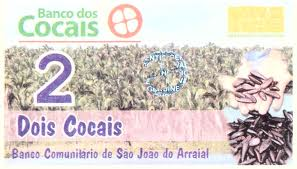 Banco dos
Cocais
2
Dois Cocais
Banco Comunitário de São João do Arraial